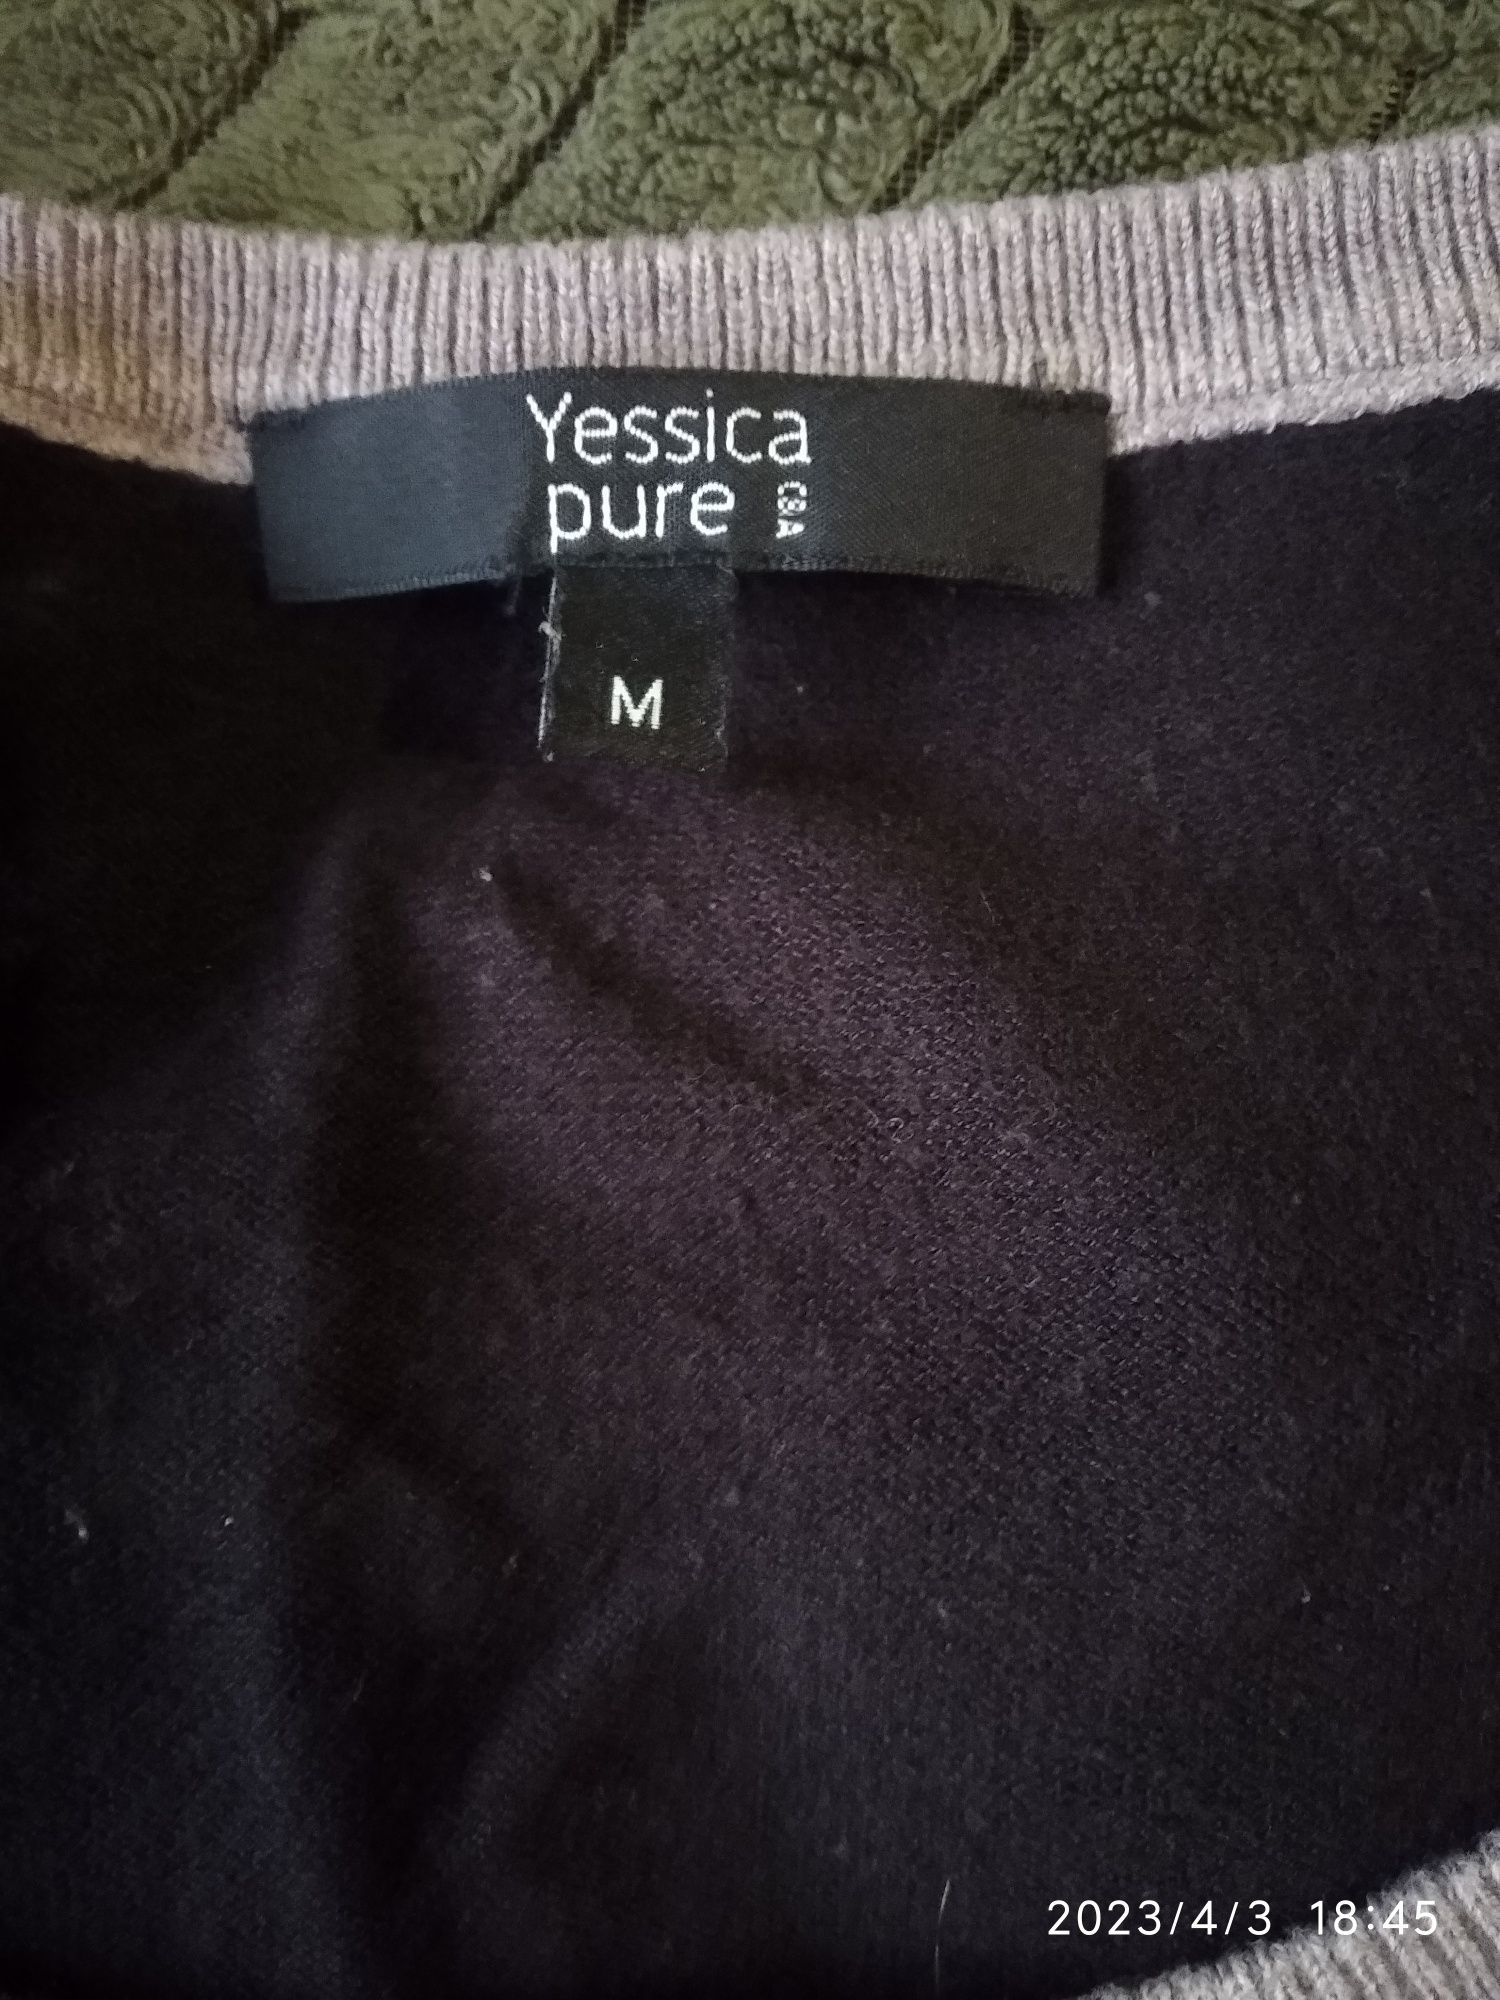 Yessica
pure C&A
M
2023/4/3 18:45